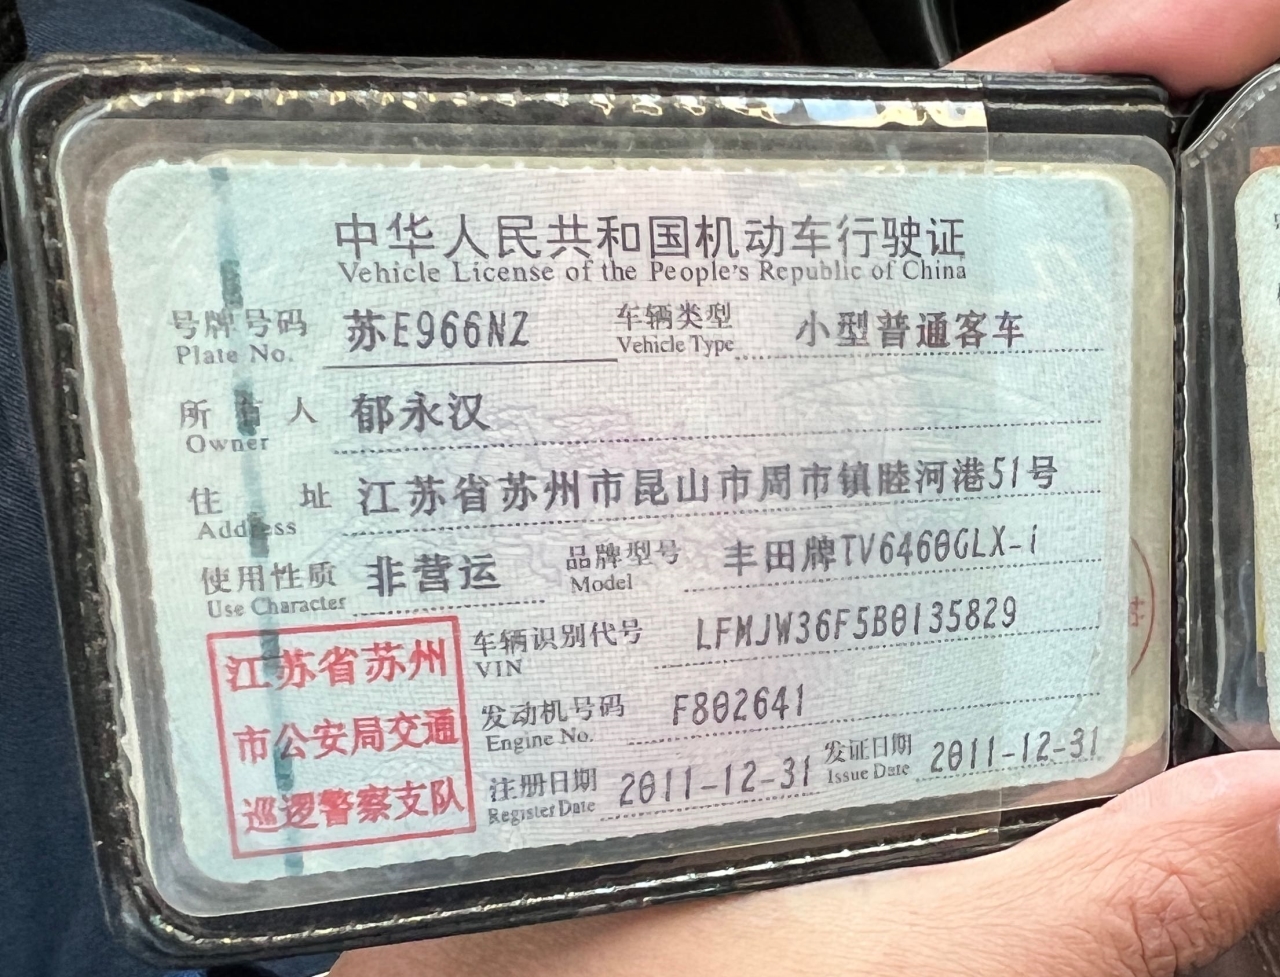 中华人民共和国机动车行驶证
Vehicle License of the People's Republic of China
号牌号码 苏E966NZ 车辆类型 小型普通客车
Plate No. Vehicle Type
所有人 郁永汉
Owner
住址 江苏省苏州市昆山市周市镇睦河港51号
Address
使用性质 非营运 品牌型号 丰田牌TV6460GLX-i
Use Character Model
车辆识别代号 LFMJW36F5B0135829
VIN
发动机号码 F802641
Engine No.
注册日期 2011-12-31 发证日期 2011-12-31
Register Date Issue Date
江苏省苏州
市公安局交通
巡逻警察支队